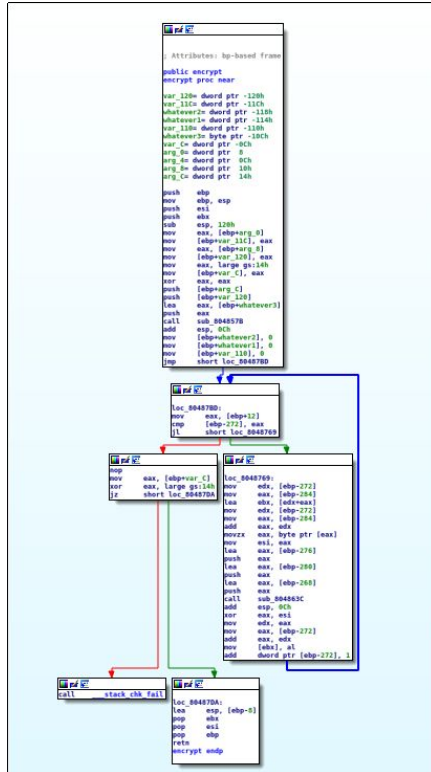 ; Attributes: bp-based frame
public encrypt
encrypt proc near
var_120= dword ptr -120h
var_11C= dword ptr -11Ch
whatever2= dword ptr -118h
whatever1= dword ptr -114h
var_110= dword ptr -110h
whatever3= byte ptr -10Ch
var_C= dword ptr -0Ch
arg_0= dword ptr 8
arg_4= dword ptr 0Ch
arg_8= dword ptr 10h
arg_C= dword ptr 14h
push ebp
mov ebp, esp
push esi
push ebx
sub esp, 120h
mov eax, [ebp+arg_0]
mov [ebp+var_11C], eax
mov eax, [ebp+arg_8]
mov [ebp+var_120], eax
mov eax, large gs:14h
mov [ebp+var_C], eax
xor eax, eax
push [ebp+arg_C]
push [ebp+var_120]
lea eax, [ebp+whatever3]
push eax
call sub_804857B
add esp, 0Ch
mov [ebp+whatever2], 0
mov [ebp+whatever1], 0
mov [ebp+var_110], 0
jmp short loc_80487BD
loc_80487BD:
mov eax, [ebp+12]
cmp [ebp-272], eax
jl short loc_8048769
nop
mov eax, [ebp+var_C]
xor eax, large gs:14h
jz short loc_80487DA
loc_8048769:
mov edx, [ebp-272]
mov eax, [ebp-284]
lea ebx, [edx+eax]
mov edx, [ebp-272]
mov eax, [ebp-284]
add eax, edx
movzx eax, byte ptr [eax]
mov esi, eax
lea eax, [ebp-276]
push eax
lea eax, [ebp-280]
push eax
lea eax, [ebp-268]
push eax
call sub_804863C
add esp, 0Ch
xor eax, esi
mov edx, eax
mov eax, [ebp-272]
add eax, edx
mov [ebx], al
add dword ptr [ebp-272], 1
call ___stack_chk_fail
loc_80487DA:
lea esp, [ebp-8]
pop ebx
pop esi
pop ebp
retn
encrypt endp